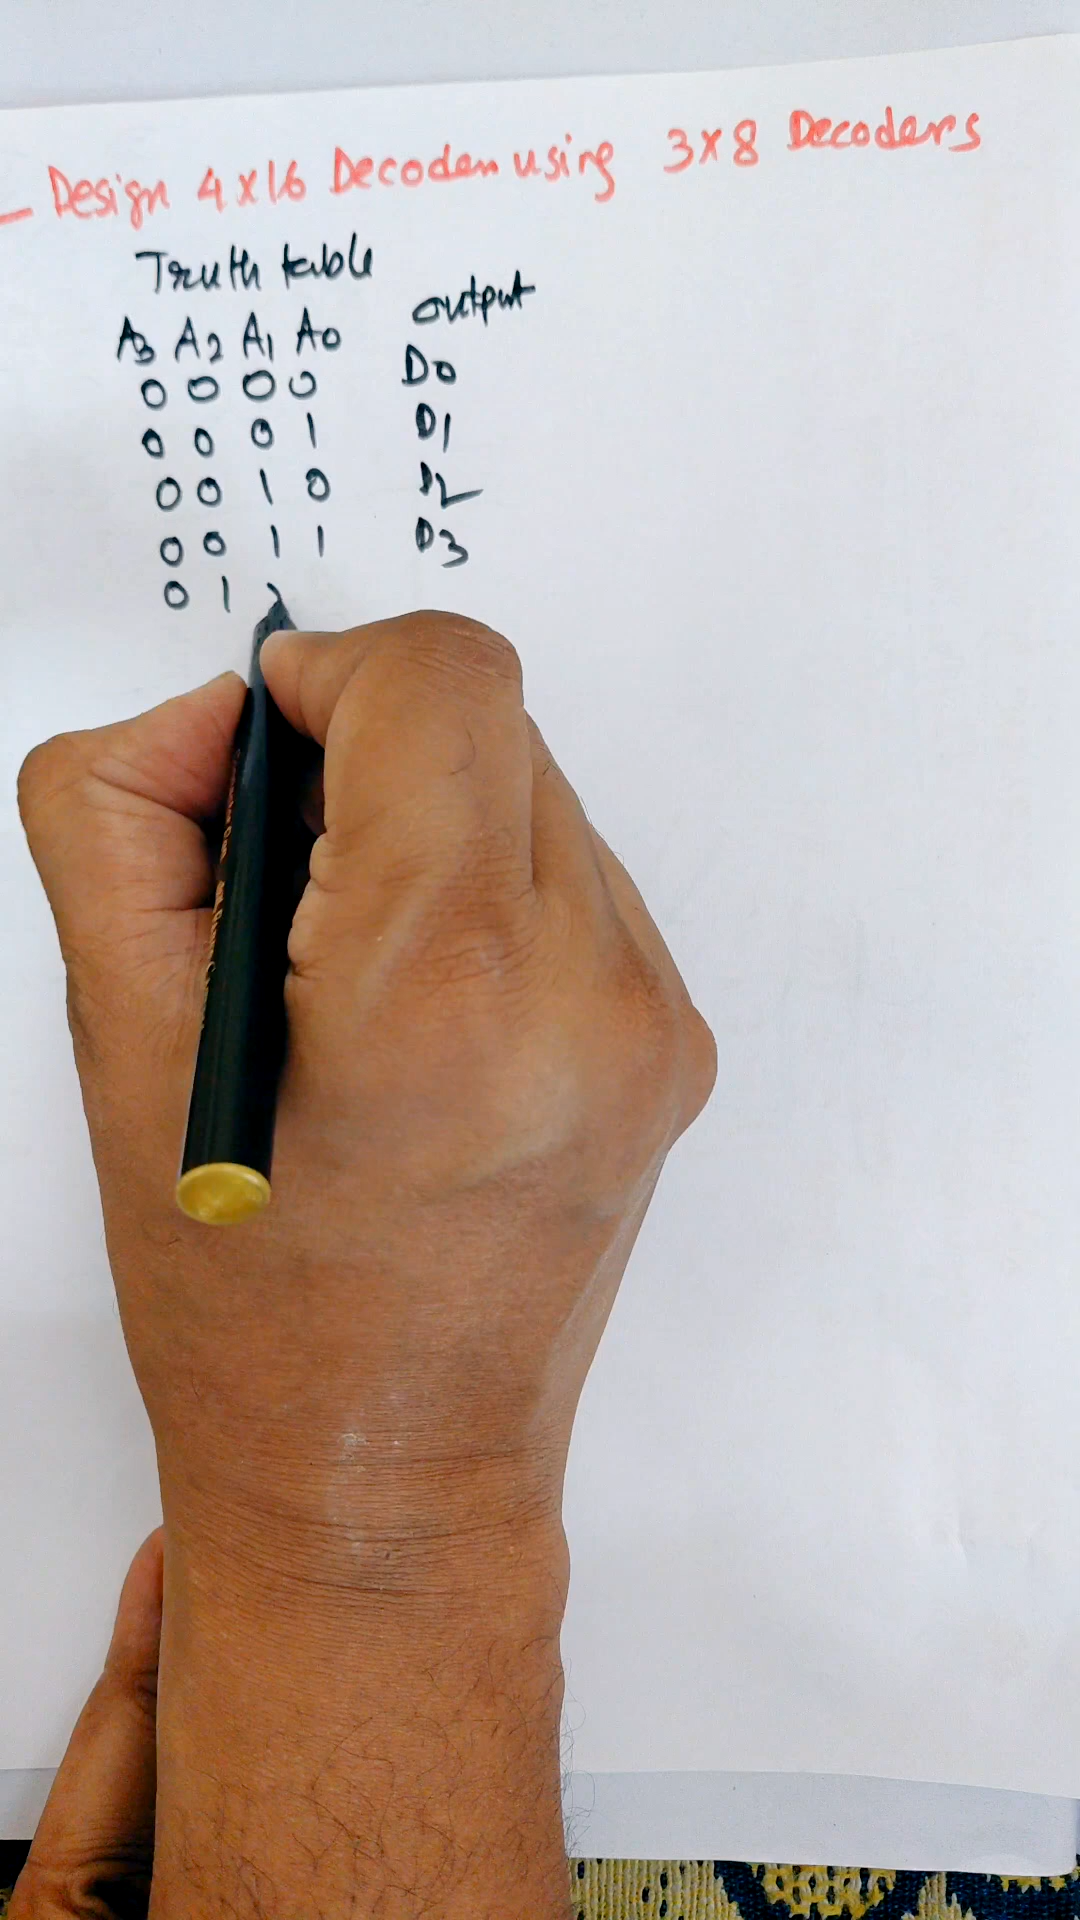 Design 4x16 Decoder using 3x8 Decoders
Truth table
A3 A2 A1 A0 output
0 0 0 0 D0
0 0 0 1 D1
0 0 1 0 D2
0 0 1 1 D3
0 1